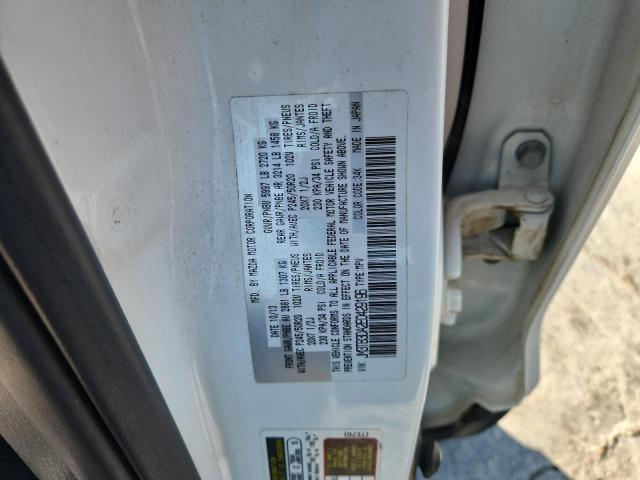 MFD. BY MAZDA MOTOR CORPORATION
DATE 10/13 GVWR/PNBV 5997 LB 2720 KG
FRONT GAWR/PNBE AV 2881 LB 1307 KG REAR GAWR/PNBE AR 3214 LB 1458 KG
WITH/AVEC P245/50R20 102V TIRES/PNEUS WITH/AVEC P245/50R20 102V TIRES/PNEUS
20X7 1/2J RIMS/JANTES 20X7 1/2J RIMS/JANTES
230 KPA/34 PSI COLD/A FROID 230 KPA/34 PSI COLD/A FROID
THIS VEHICLE CONFORMS TO ALL APPLICABLE FEDERAL MOTOR VEHICLE SAFETY AND THEFT
PREVENTION STANDARDS IN EFFECT ON THE DATE OF MANUFACTURE SHOWN ABOVE.
VIN: TYPE: MPV COLOR CODE: 34K MADE IN JAPAN
(TE70)